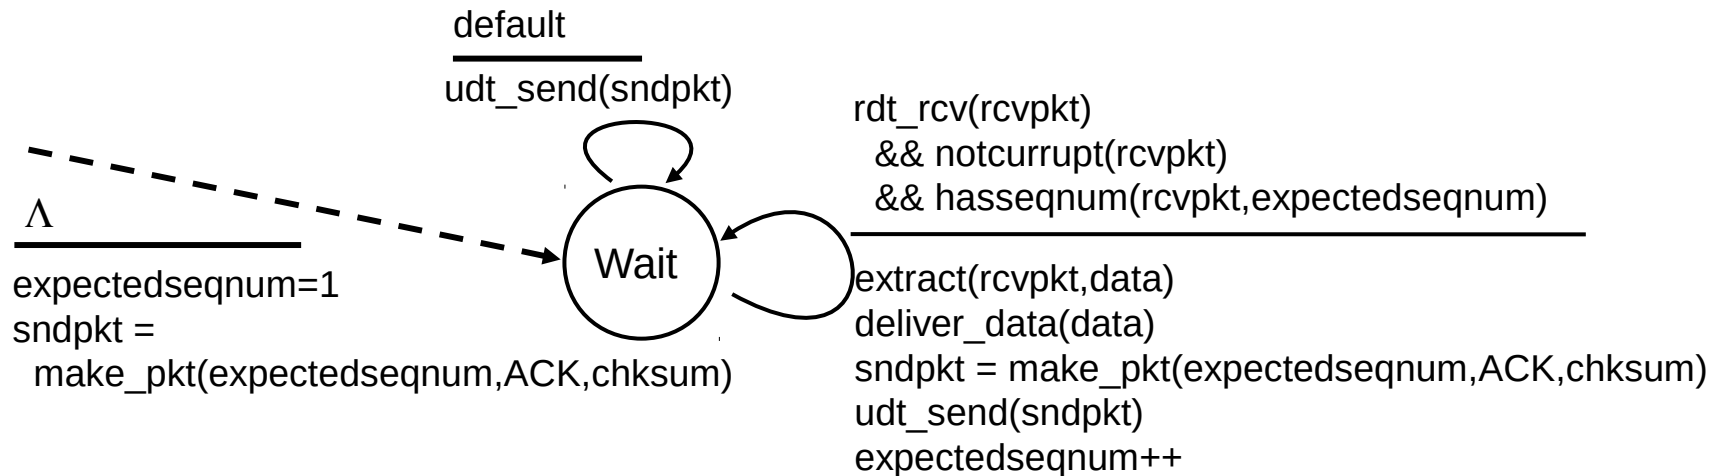 default
udt_send(sndpkt)
rdt_rcv(rcvpkt)
&& notcurrupt(rcvpkt)
&& hasseqnum(rcvpkt,expectedseqnum)
Λ
Wait
expectedseqnum=1
sndpkt =
make_pkt(expectedseqnum,ACK,chksum)
extract(rcvpkt,data)
deliver_data(data)
sndpkt = make_pkt(expectedseqnum,ACK,chksum)
udt_send(sndpkt)
expectedseqnum++